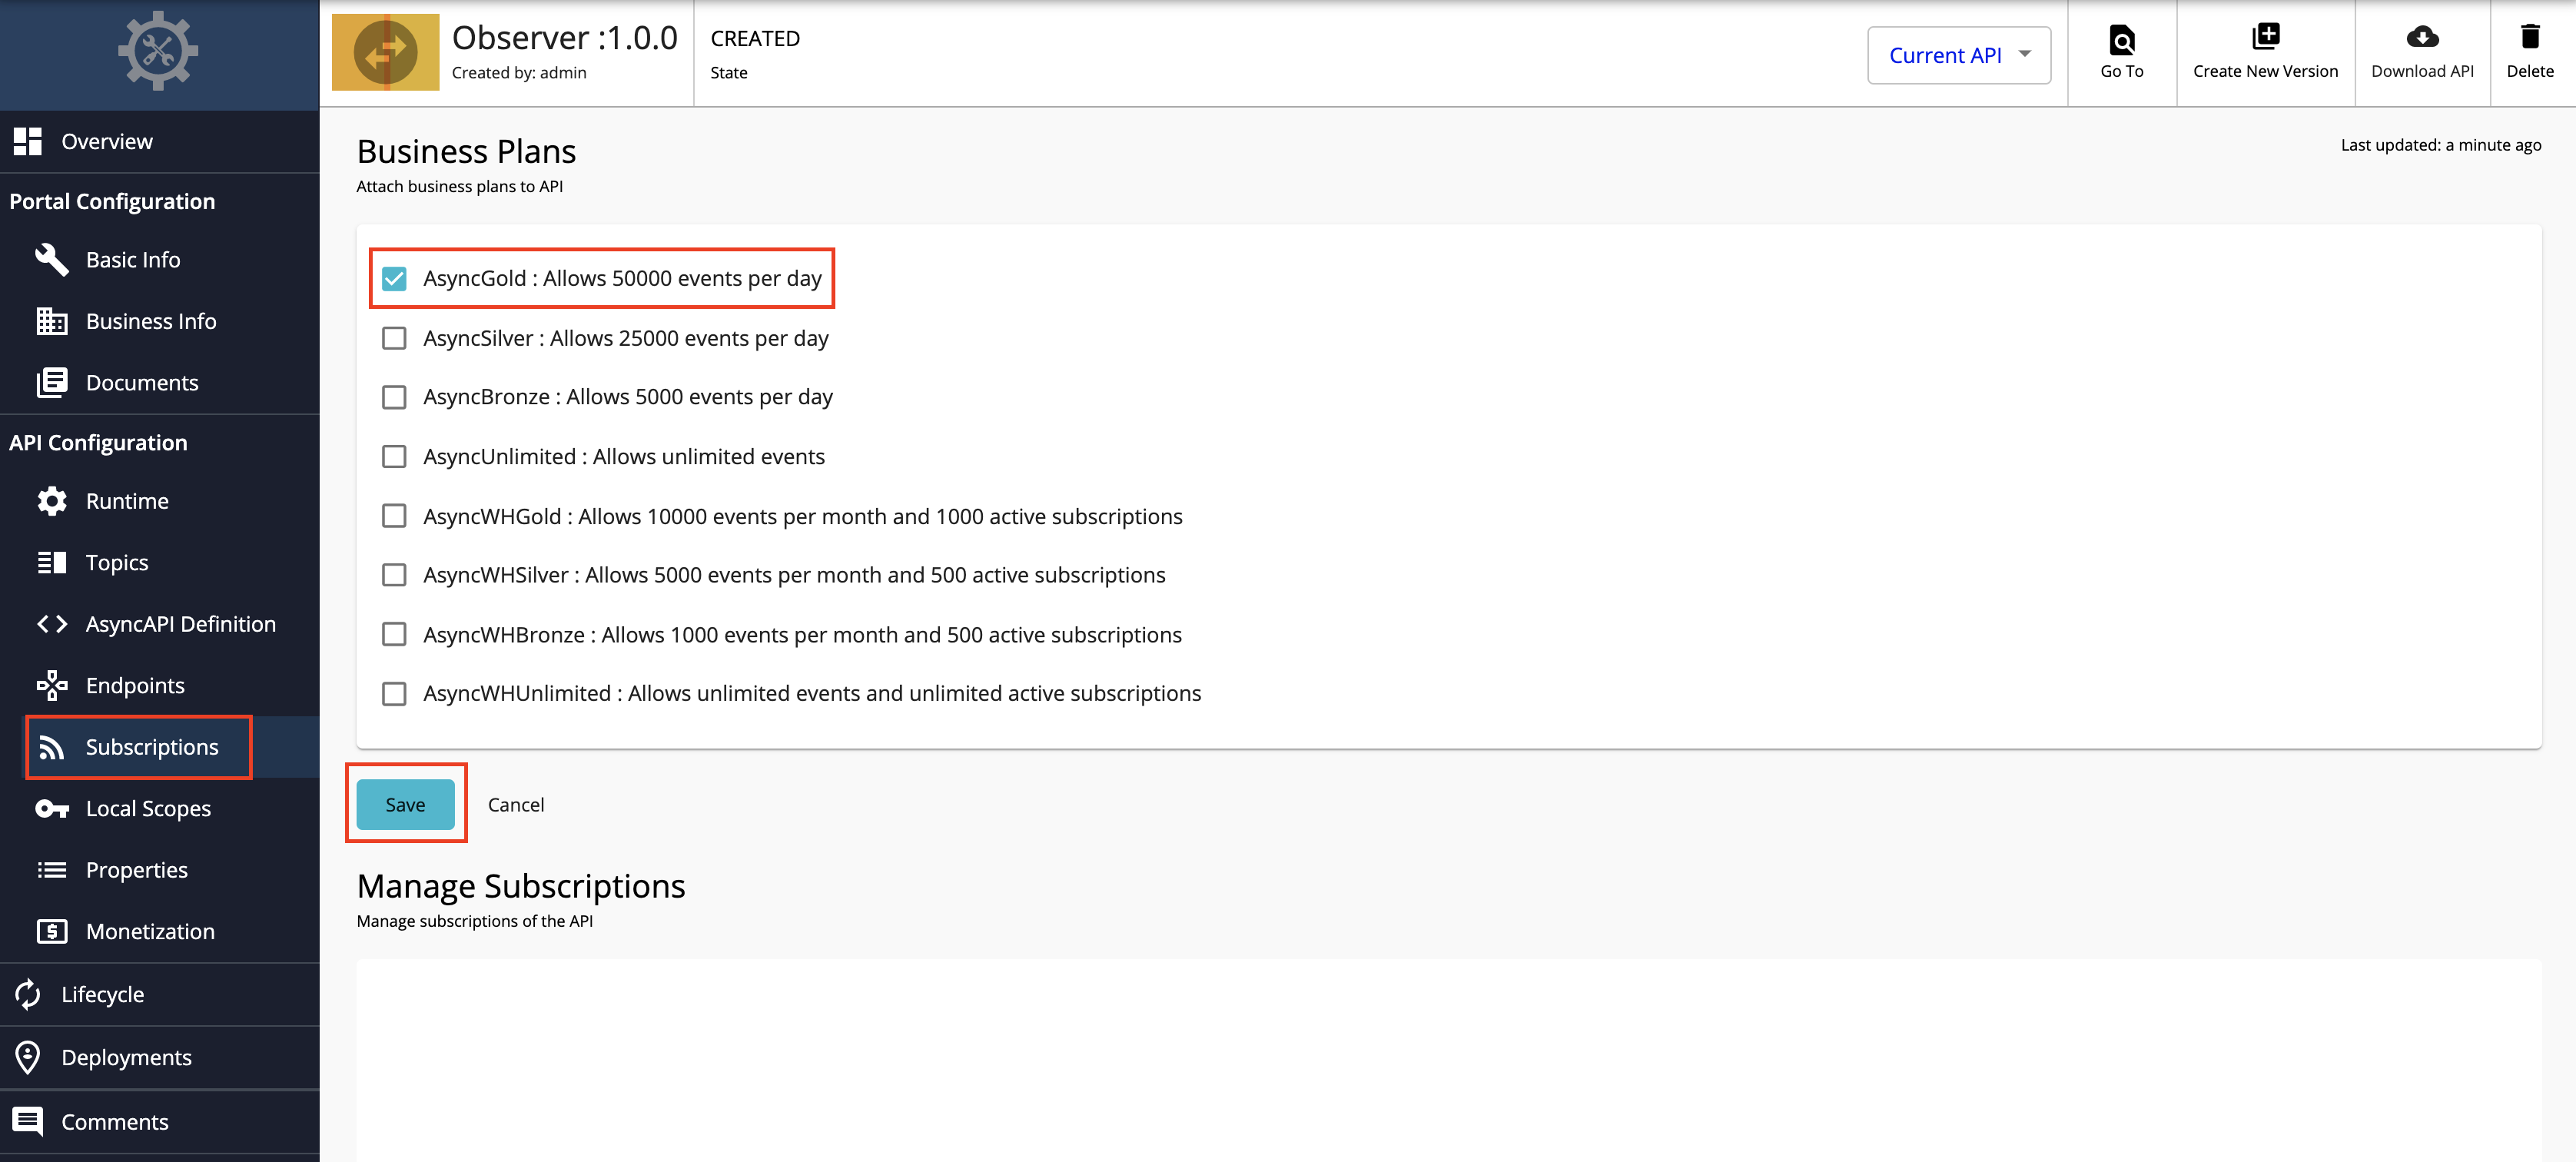 Observer :1.0.0
Created by: admin
CREATED
State
Current API
Go To
Create New Version
Download API
Delete
Overview
Portal Configuration
Basic Info
Business Info
Documents
API Configuration
Runtime
Topics
AsyncAPI Definition
Endpoints
Subscriptions
Local Scopes
Properties
Monetization
Lifecycle
Deployments
Comments
Business Plans
Attach business plans to API
Last updated: a minute ago
AsyncGold : Allows 50000 events per day
AsyncSilver : Allows 25000 events per day
AsyncBronze : Allows 5000 events per day
AsyncUnlimited : Allows unlimited events
AsyncWHGold : Allows 10000 events per month and 1000 active subscriptions
AsyncWHSilver : Allows 5000 events per month and 500 active subscriptions
AsyncWHBronze : Allows 1000 events per month and 500 active subscriptions
AsyncWHUnlimited : Allows unlimited events and unlimited active subscriptions
Save
Cancel
Manage Subscriptions
Manage subscriptions of the API